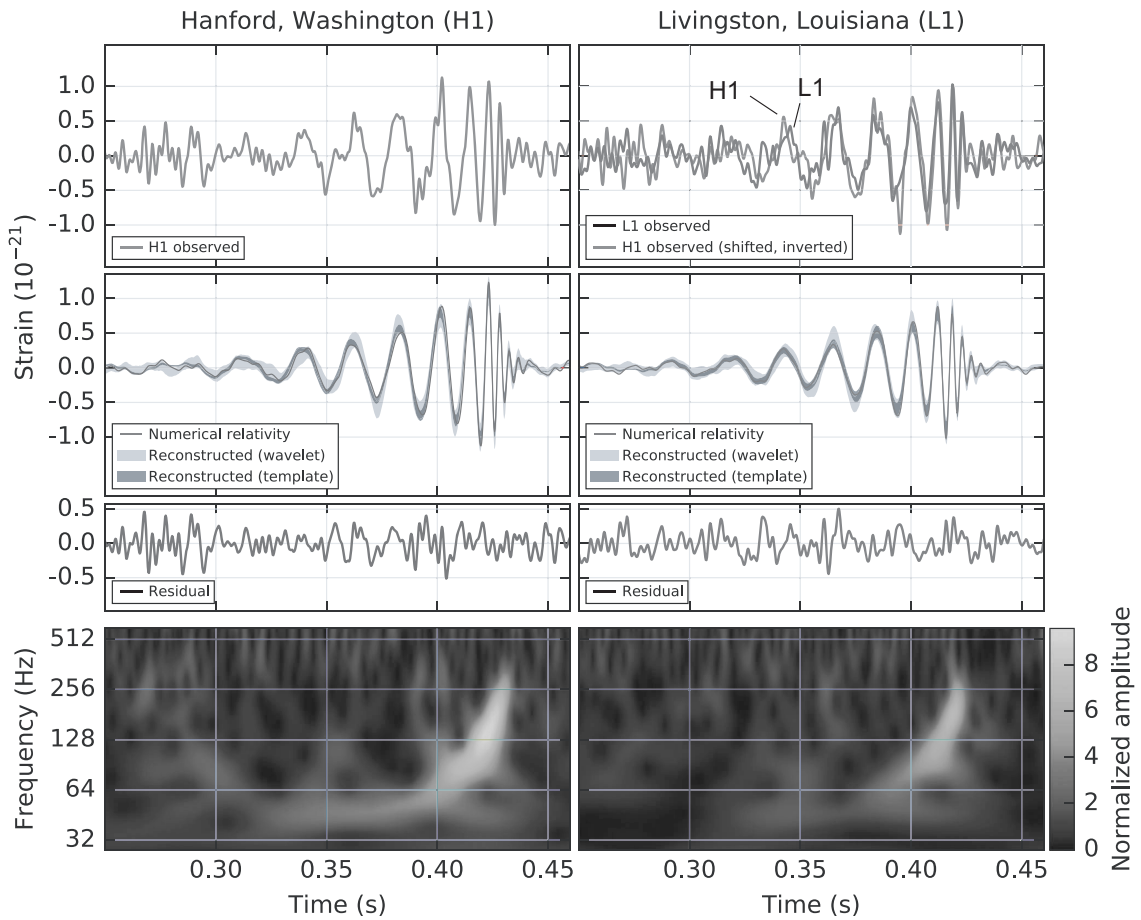 Hanford, Washington (H1)
Livingston, Louisiana (L1)
Strain (10−21)
1.0
0.5
0.0
-0.5
-1.0
H1 observed
H1
L1
L1 observed
H1 observed (shifted, inverted)
1.0
0.5
0.0
-0.5
-1.0
Numerical relativity
Reconstructed (wavelet)
Reconstructed (template)
Numerical relativity
Reconstructed (wavelet)
Reconstructed (template)
0.5
0.0
-0.5
Residual
Residual
Frequency (Hz)
512
256
128
64
32
Normalized amplitude
8
6
4
2
0
0.30
0.35
0.40
0.45
0.30
0.35
0.40
0.45
Time (s)
Time (s)